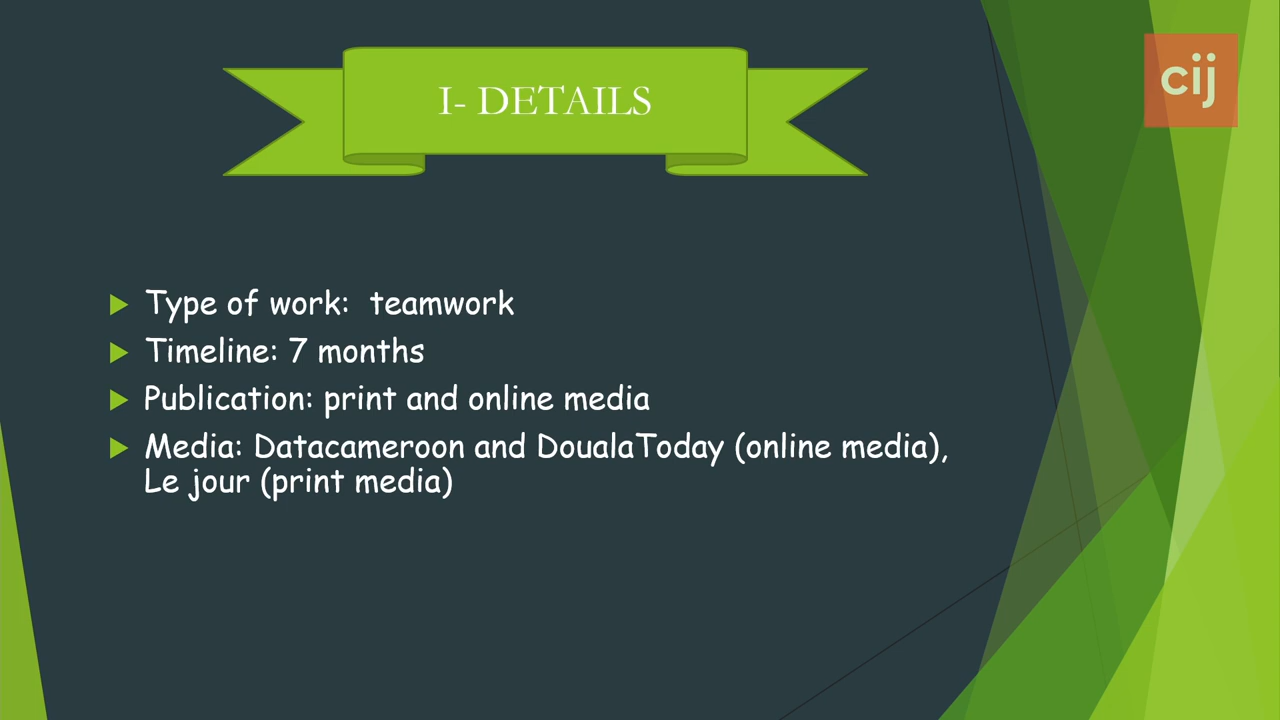 I- DETAILS
cij
Type of work:  teamwork
Timeline: 7 months
Publication: print and online media
Media: Datacameroon and DoualaToday (online media),
Le jour (print media)